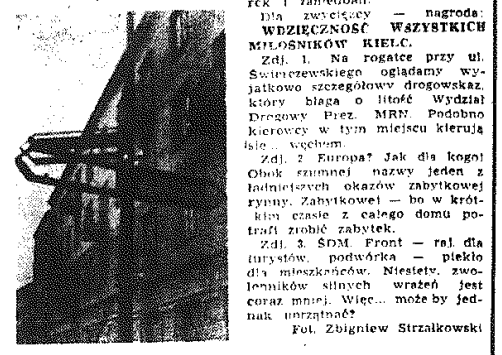 Dla zwycięzcy — nagroda:
WDZIĘCZNOŚĆ WSZYSTKICH
MIŁOŚNIKÓW KIELC.
Zdj. 1. Na rogatce przy ul.
Świerczewskiego oglądamy wy-
jątkowo szczegółowy drogowskaz,
który błaga o litość Wydział
Drogowy Prez. MRN. Podobno
kierowcy w tym miejscu kierują
się... węchem.
Zdj. 2 Europa? Jak dla kogo!
Obok szumnej nazwy jeden z
ładniejszych okazów zabytkowej
rynny. Zabytkowej — bo w krót-
kim czasie z całego domu po-
trafi zrobić zabytek.
Zdj. 3. ŚDM. Front — raj dla
turystów, podwórka — piekło
dla mieszkańców. Niestety, zwo-
lenników silnych wrażeń jest
coraz mniej. Więc... może by jed-
nak uprzątnąć?
Fot. Zbigniew Strzałkowski